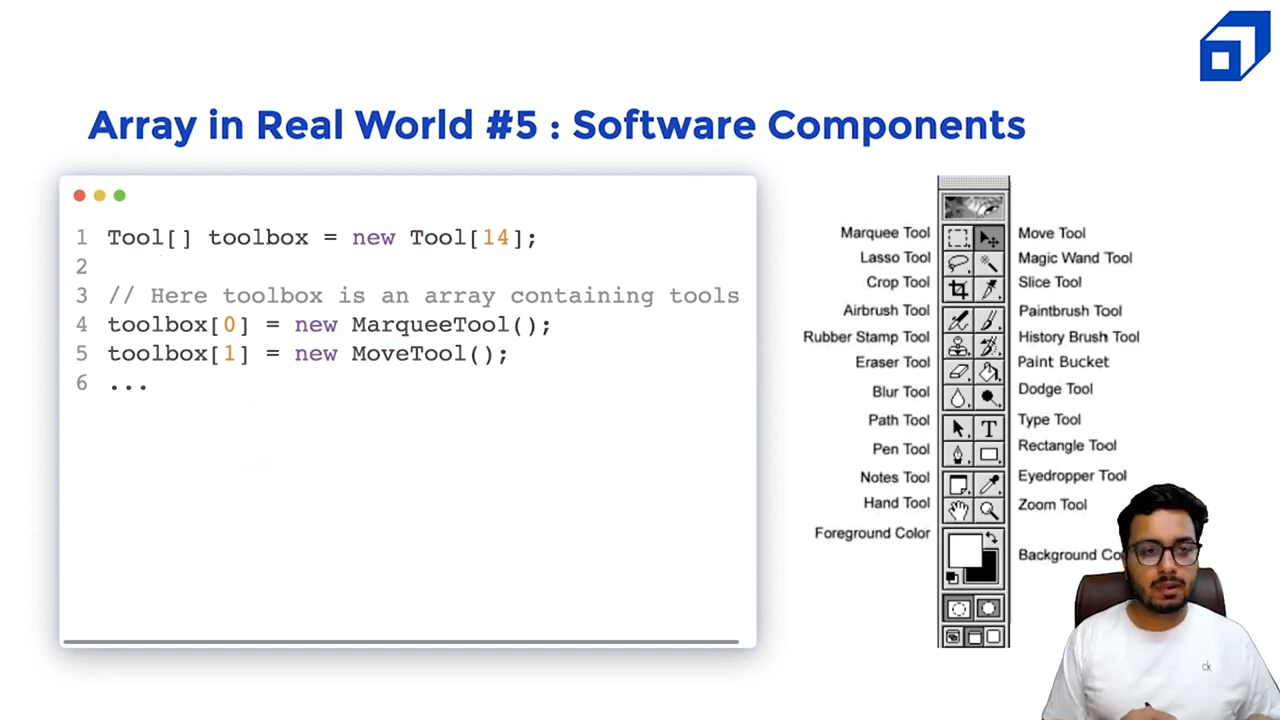 Array in Real World #5 : Software Components
1 Tool[] toolbox = new Tool[14];
2
3 // Here toolbox is an array containing tools
4 toolbox[0] = new MarqueeTool();
5 toolbox[1] = new MoveTool();
6 ...
Marquee Tool
Move Tool
Lasso Tool
Magic Wand Tool
Crop Tool
Slice Tool
Airbrush Tool
Paintbrush Tool
Rubber Stamp Tool
History Brush Tool
Eraser Tool
Paint Bucket
Blur Tool
Dodge Tool
Path Tool
T
Type Tool
Pen Tool
Rectangle Tool
Notes Tool
Eyedropper Tool
Hand Tool
Zoom Tool
Foreground Color
Background Co
ck